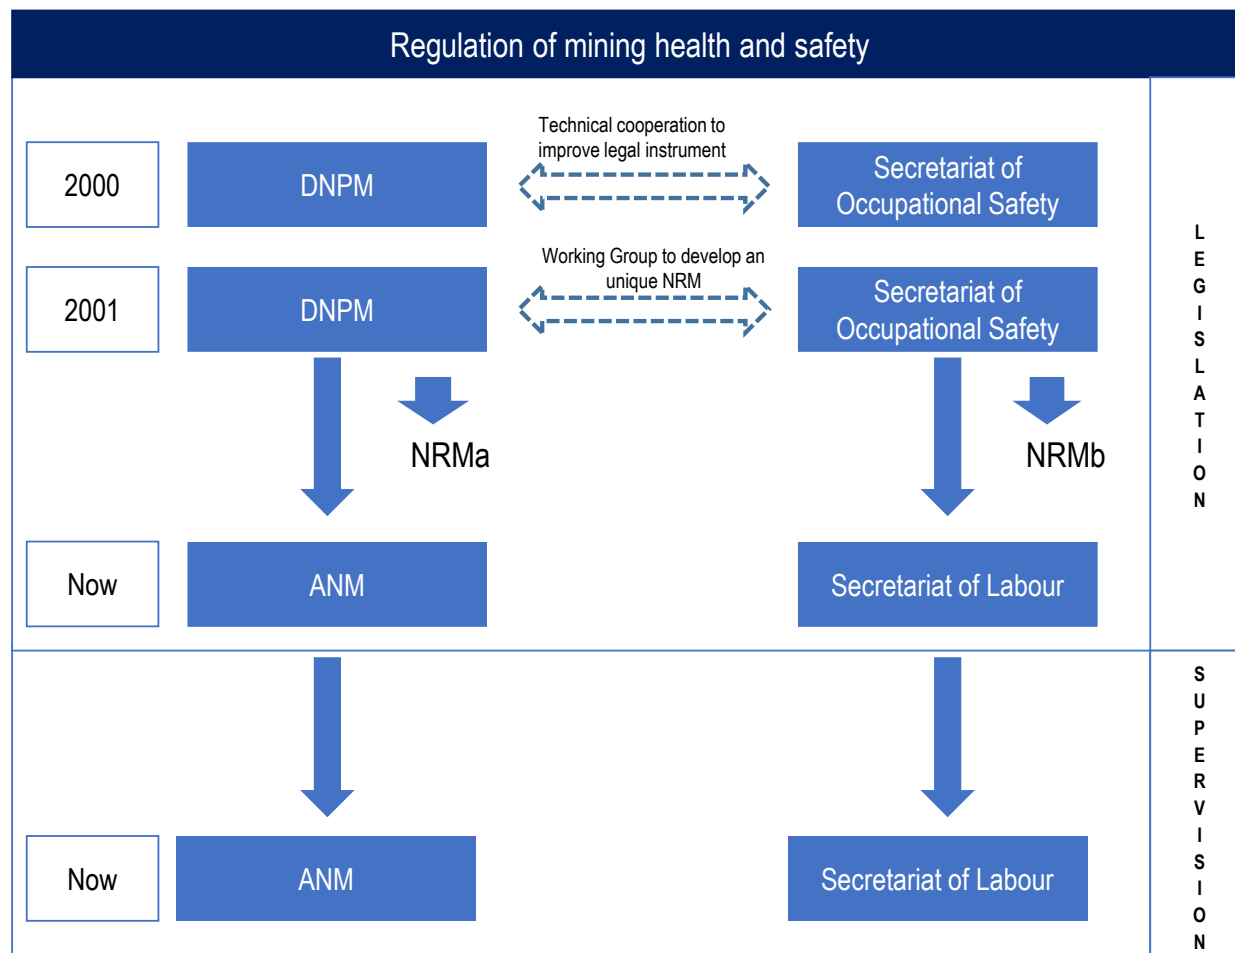 Regulation of mining health and safety
Technical cooperation to
improve legal instrument
2000
DNPM
Secretariat of
Occupational Safety
Working Group to develop an
unique NRM
2001
DNPM
Secretariat of
Occupational Safety
NRMa
NRMb
Now
ANM
Secretariat of Labour
LEGISLATION
Now
ANM
Secretariat of Labour
SUPERVISION